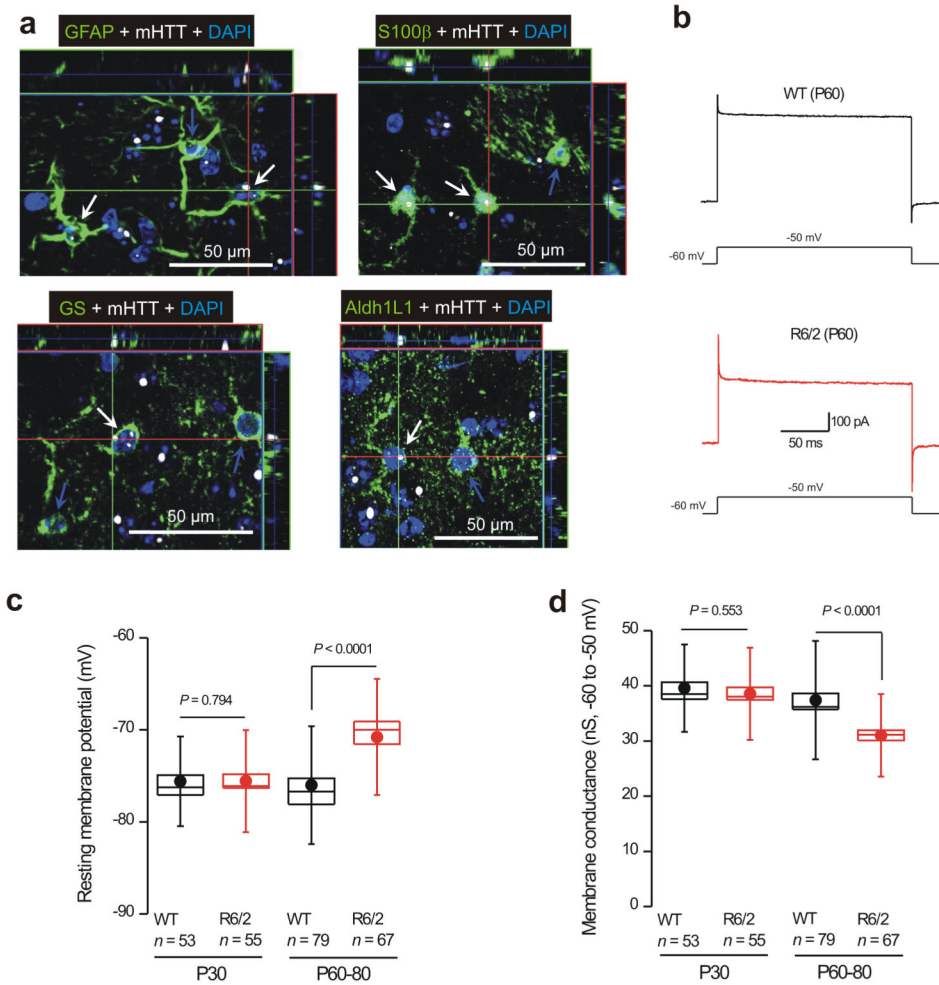 a
GFAP + mHTT + DAPI
50 µm
S100β + mHTT + DAPI
50 µm
GS + mHTT + DAPI
50 µm
Aldh1L1 + mHTT + DAPI
50 µm
b
WT (P60)
-50 mV
-60 mV
R6/2 (P60)
100 pA
50 ms
-50 mV
-60 mV
c
Resting membrane potential (mV)
-60
-70
-80
-90
P = 0.794
P < 0.0001
WT R6/2 WT R6/2
n = 53 n = 55 n = 79 n = 67
P30 P60-80
d
Membrane conductance (nS, -60 to -50 mV)
50
40
30
20
10
0
P = 0.553
P < 0.0001
WT R6/2 WT R6/2
n = 53 n = 55 n = 79 n = 67
P30 P60-80